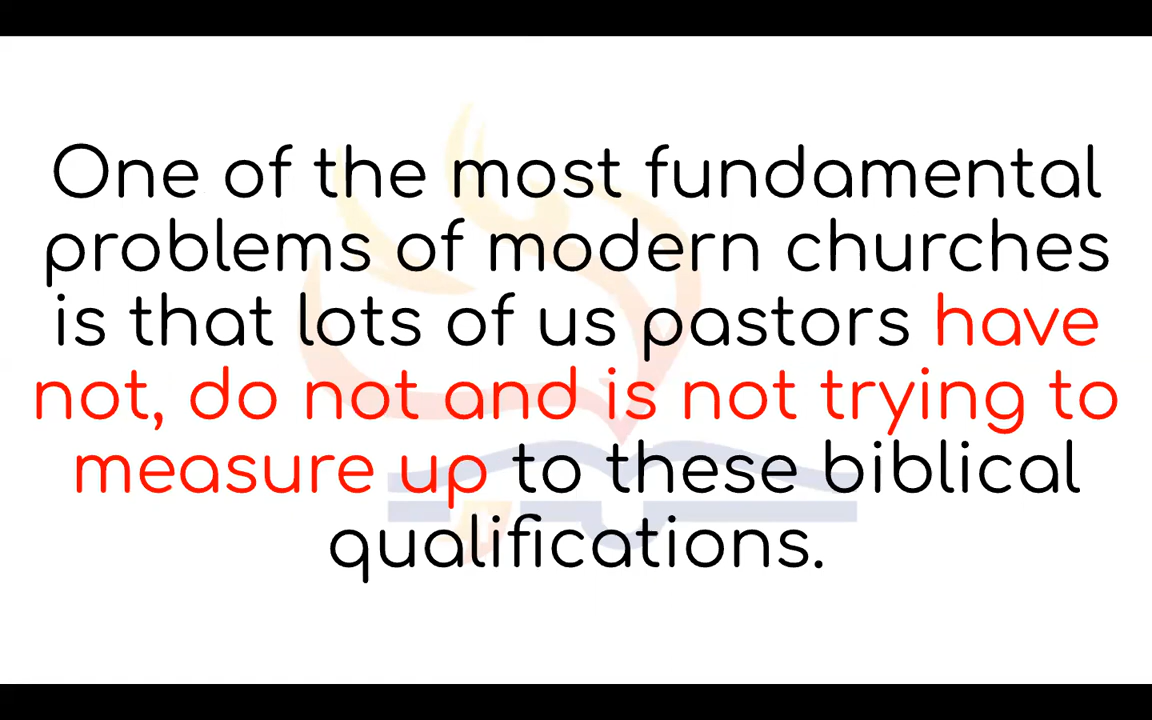 One of the most fundamental
problems of modern churches
is that lots of us pastors have
not, do not and is not trying to
measure up to these biblical
qualifications.